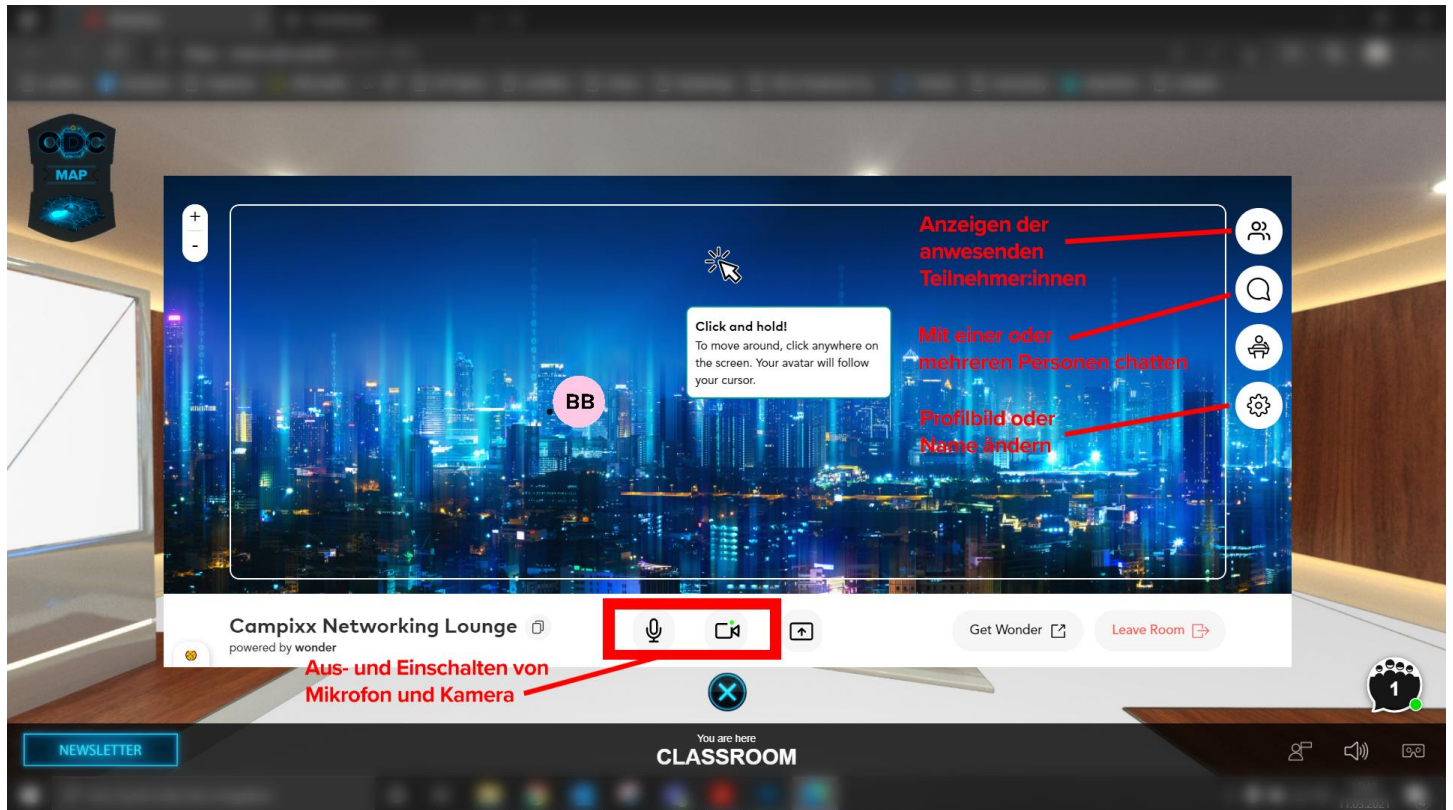 ODC
MAP
+
-
Anzeigen der
anwesenden
Teilnehmer:innen
Click and hold!
To move around, click anywhere on
the screen. Your avatar will follow
your cursor.
Mit einer oder
mehreren Personen chatten
BB
Profilbild oder
Name ändern
Campixx Networking Lounge
powered by wonder
Get Wonder
Leave Room
Aus- und Einschalten von
Mikrofon und Kamera
1
NEWSLETTER
You are here
CLASSROOM